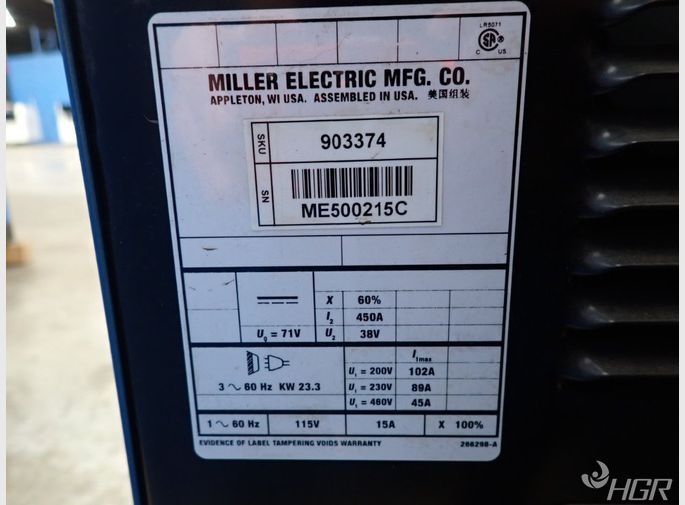 LR5071
SA
C US
MILLER ELECTRIC MFG. CO.
APPLETON, WI USA. ASSEMBLED IN USA. 美国组装
SKU 903374
SN ME500215C
X 60%
I₂ 450A
U₀ = 71V U₂ 38V
I₁max
U₁ = 200V 102A
3 ∿ 60 Hz KW 23.3 U₁ = 230V 89A
U₁ = 460V 45A
1 ∿ 60 Hz 115V 15A X 100%
EVIDENCE OF LABEL TAMPERING VOIDS WARRANTY 266298-A
HGR